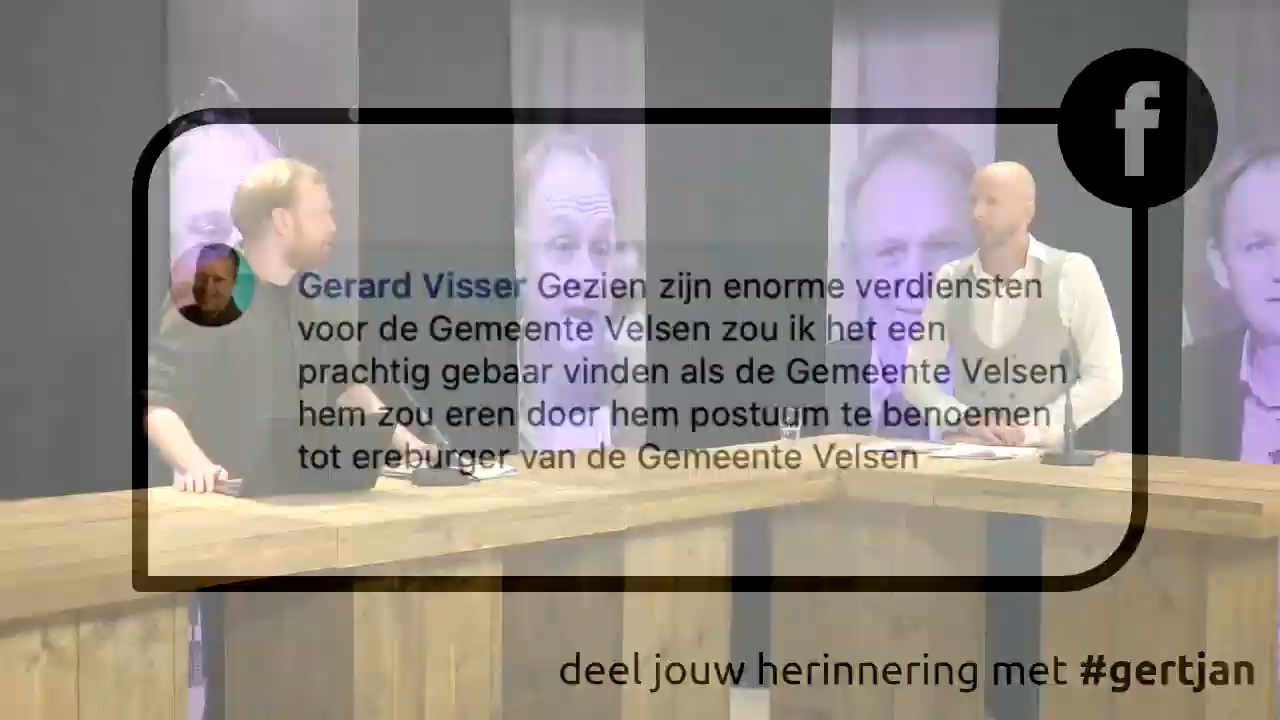 f
Gerard Visser Gezien zijn enorme verdiensten
voor de Gemeente Velsen zou ik het een
prachtig gebaar vinden als de Gemeente Velsen
hem zou eren door hem postuum te benoemen
tot ereburger van de Gemeente Velsen
deel jouw herinnering met #gertjan